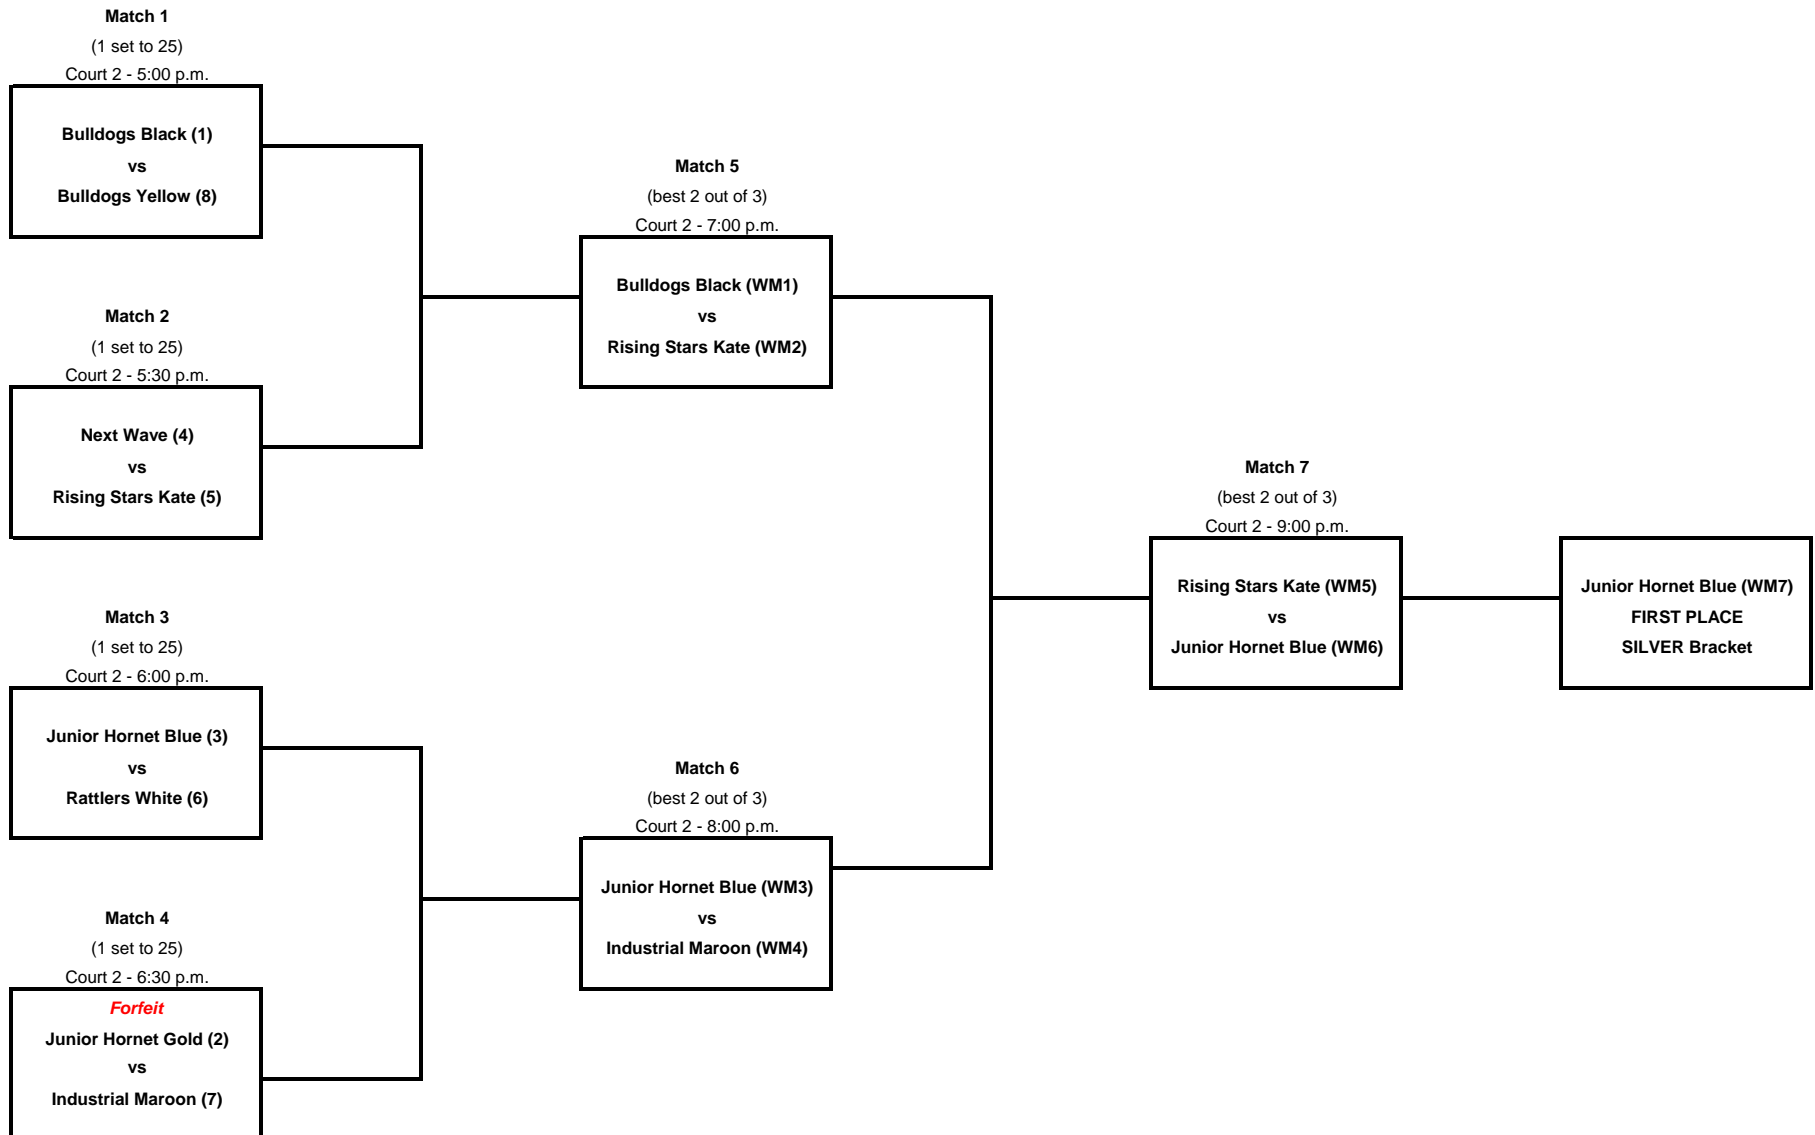 Match 1
(1 set to 25)
Court 2 - 5:00 p.m.
Bulldogs Black (1)
vs
Bulldogs Yellow (8)
Match 2
(1 set to 25)
Court 2 - 5:30 p.m.
Next Wave (4)
vs
Rising Stars Kate (5)
Match 3
(1 set to 25)
Court 2 - 6:00 p.m.
Junior Hornet Blue (3)
vs
Rattlers White (6)
Match 4
(1 set to 25)
Court 2 - 6:30 p.m.
Forfeit
Junior Hornet Gold (2)
vs
Industrial Maroon (7)
Match 5
(best 2 out of 3)
Court 2 - 7:00 p.m.
Bulldogs Black (WM1)
vs
Rising Stars Kate (WM2)
Match 6
(best 2 out of 3)
Court 2 - 8:00 p.m.
Junior Hornet Blue (WM3)
vs
Industrial Maroon (WM4)
Match 7
(best 2 out of 3)
Court 2 - 9:00 p.m.
Rising Stars Kate (WM5)
vs
Junior Hornet Blue (WM6)
Junior Hornet Blue (WM7)
FIRST PLACE
SILVER Bracket